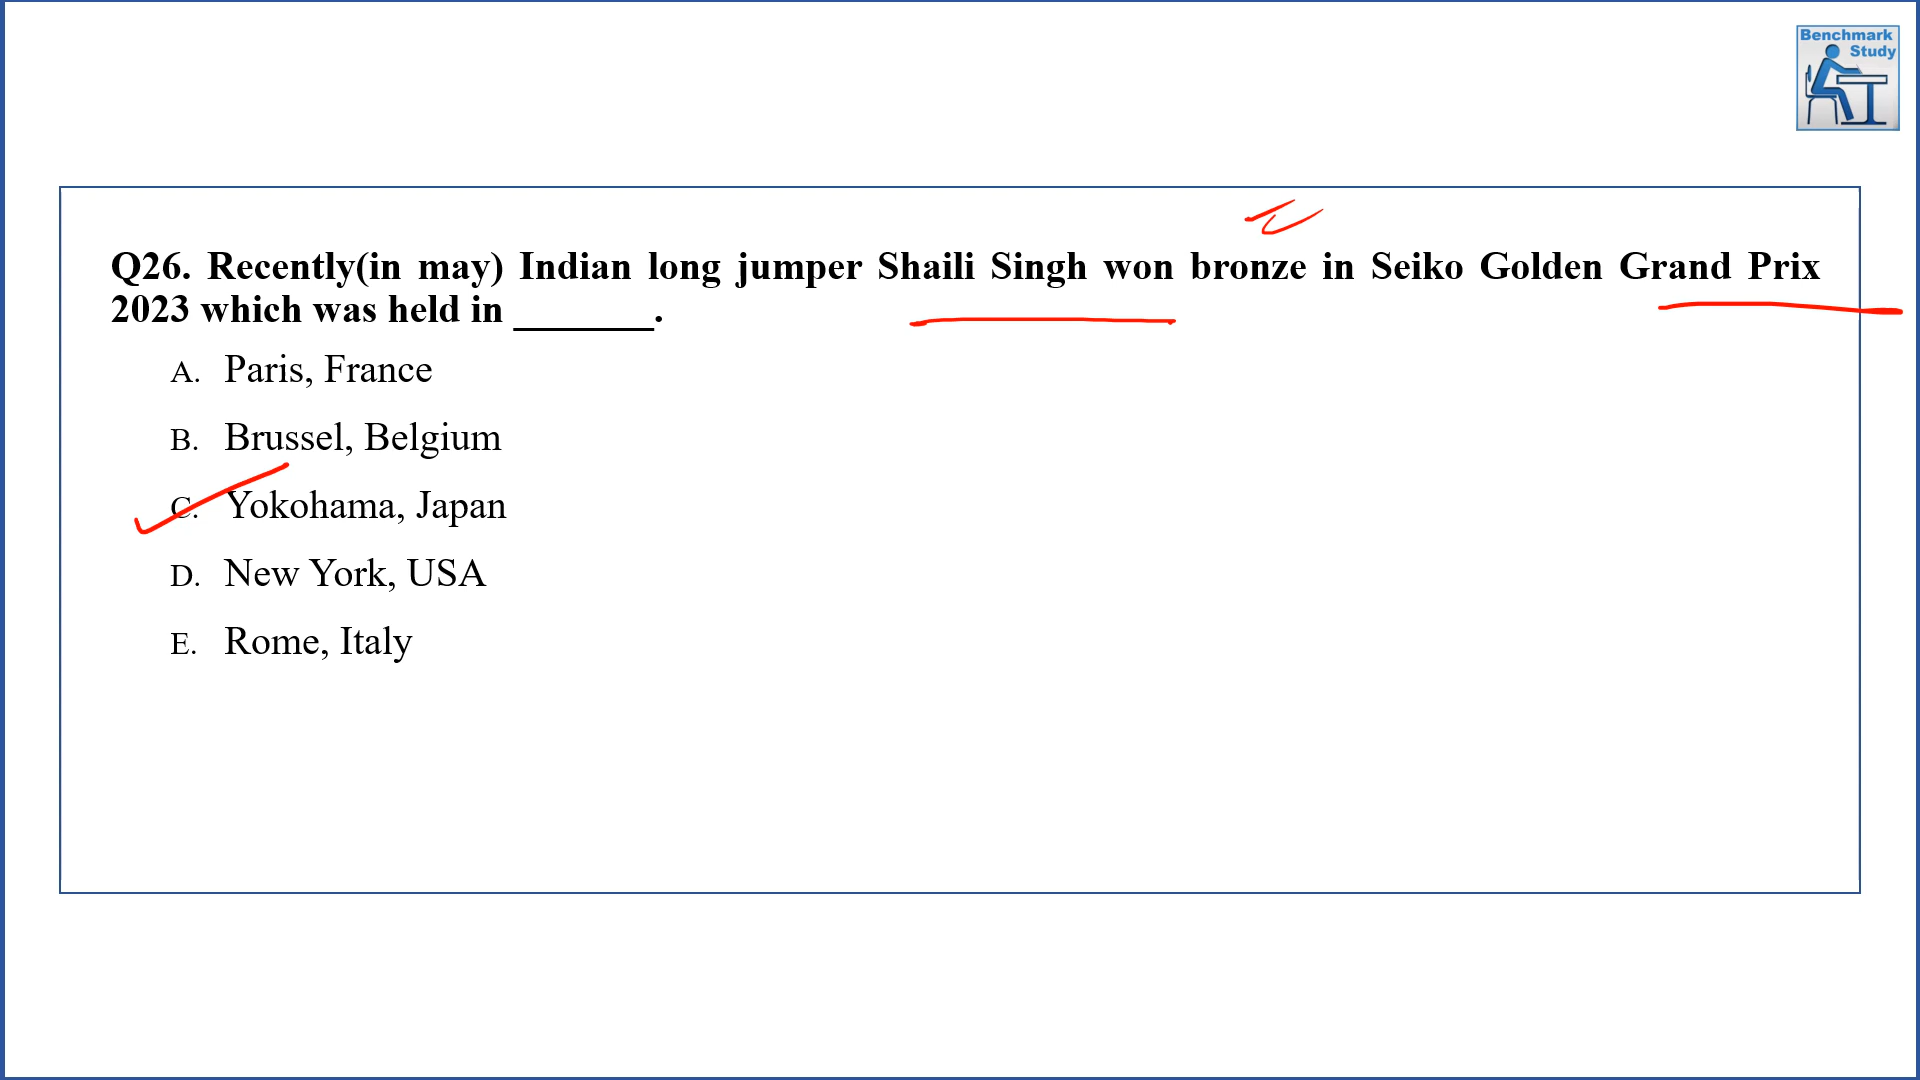 Benchmark
Study
Q26. Recently(in may) Indian long jumper Shaili Singh won bronze in Seiko Golden Grand Prix
2023 which was held in _______.
A. Paris, France
B. Brussel, Belgium
C. Yokohama, Japan
D. New York, USA
E. Rome, Italy